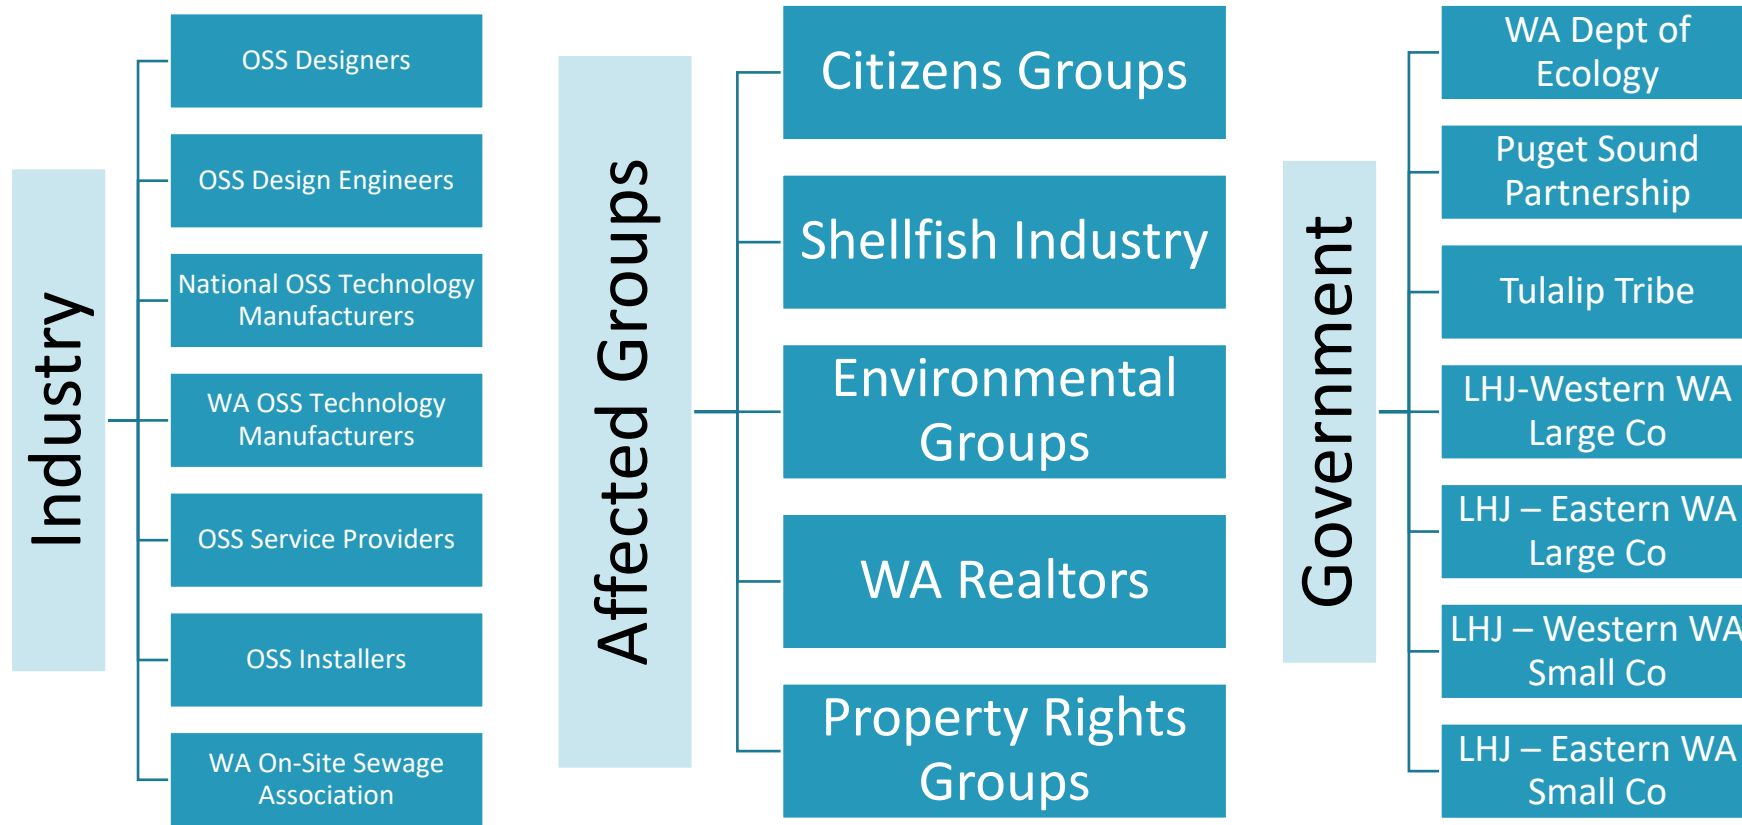 Industry
OSS Designers
OSS Design Engineers
National OSS Technology
Manufacturers
WA OSS Technology
Manufacturers
OSS Service Providers
OSS Installers
WA On-Site Sewage
Association
Affected Groups
Citizens Groups
Shellfish Industry
Environmental
Groups
WA Realtors
Property Rights
Groups
Government
WA Dept of
Ecology
Puget Sound
Partnership
Tulalip Tribe
LHJ-Western WA
Large Co
LHJ – Eastern WA
Large Co
LHJ – Western WA
Small Co
LHJ – Eastern WA
Small Co